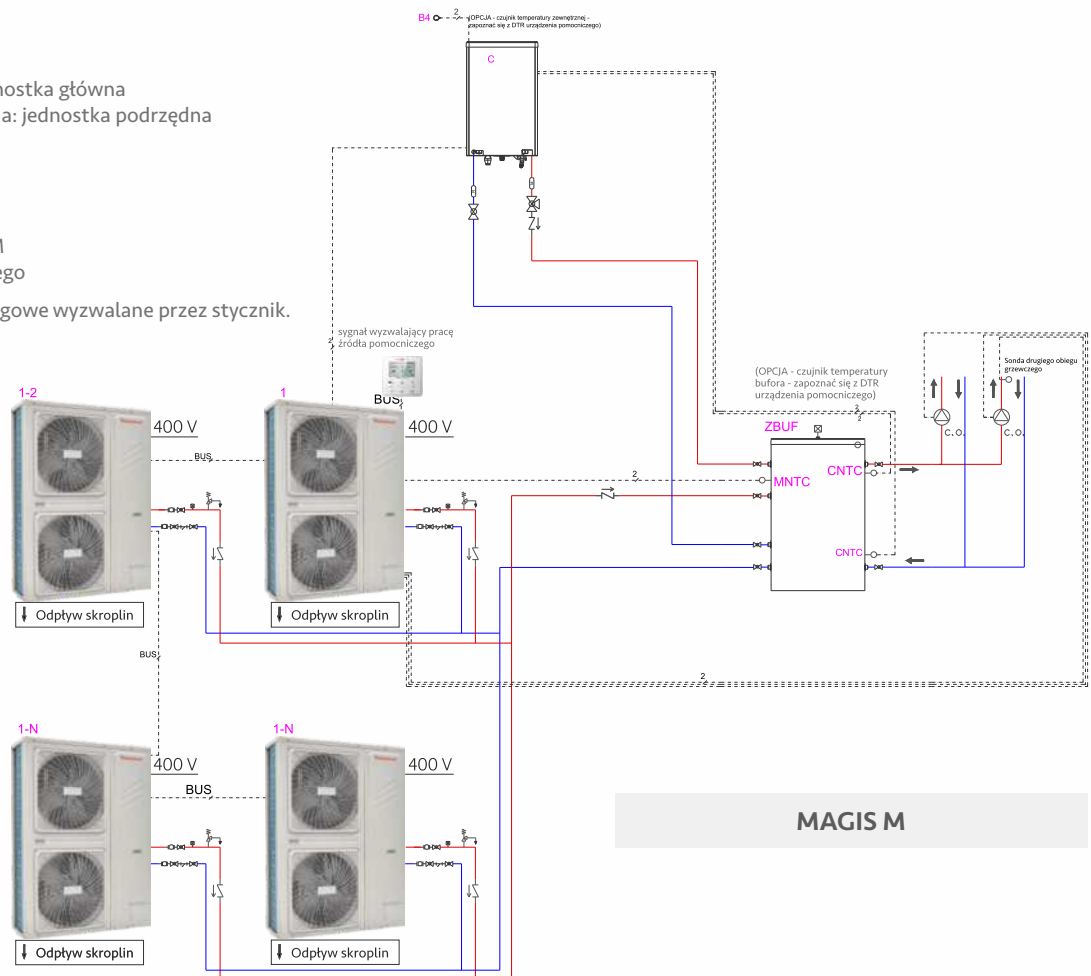 B4
2
(OPCJA - czujnik temperatury zewnętrznej -
zapoznać się z DTR urządzenia pomocniczego)
C
nostka główna
a: jednostka podrzędna
M
ego
gowe wyzwalane przez stycznik.
2
sygnał wyzwalający pracę
źródła pomocniczego
BUS
Sonda drugiego obiegu
grzewczego
(OPCJA - czujnik temperatury
bufora - zapoznać się z DTR
urządzenia pomocniczego)
2
2
1-2
1
400 V
400 V
BUS
ZBUF
c.o.
c.o.
CNTC
2
MNTC
CNTC
Odpływ skroplin
Odpływ skroplin
BUS
2
1-N
1-N
400 V
400 V
BUS
MAGIS M
Odpływ skroplin
Odpływ skroplin